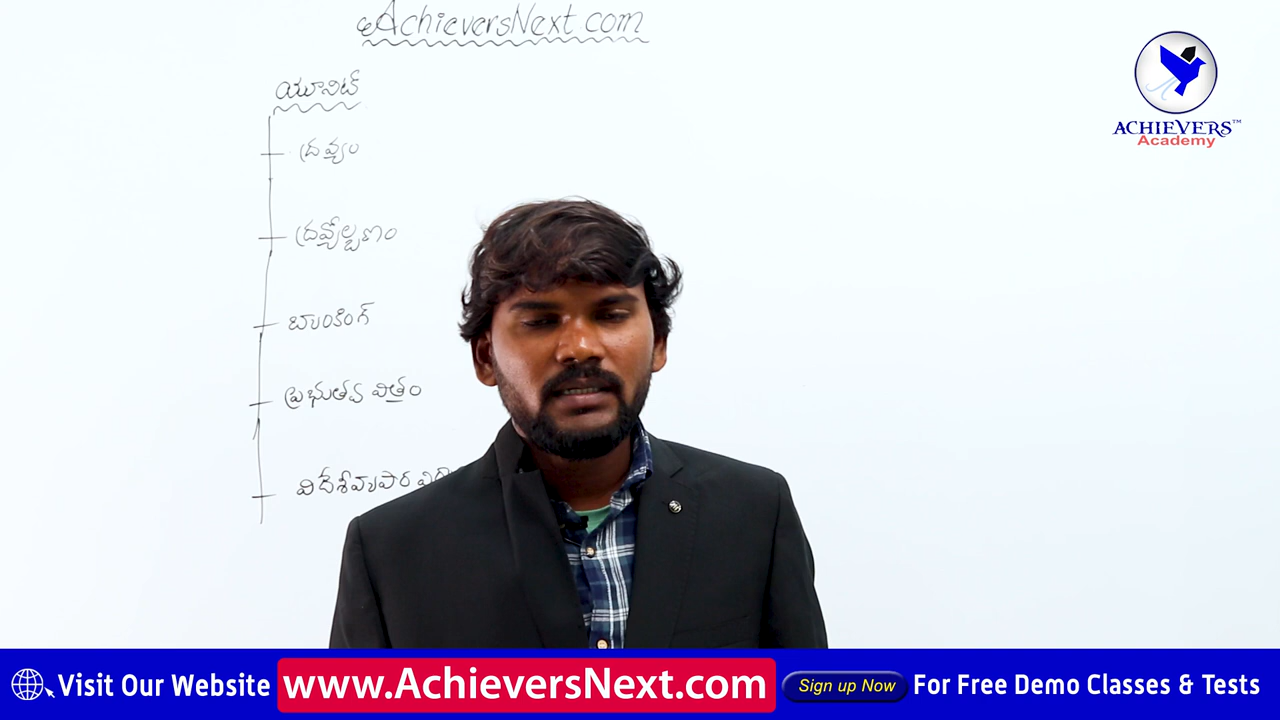 eAchieversNext.com
యూనిట్
ద్రవ్యం
ద్రవ్యోల్బణం
బ్యాంకింగ్
ప్రభుత్వ విత్తం
విదేశీవ్యాపార
ACHIEVERS™
Academy
Visit Our Website www.AchieversNext.com Sign up Now For Free Demo Classes & Tests